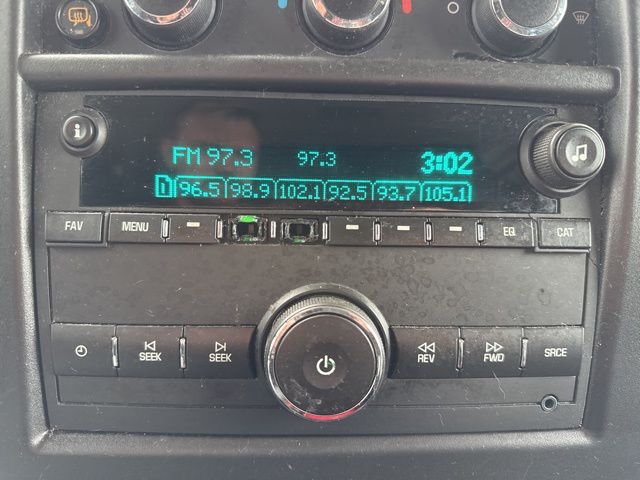 FM 97.3 97.3 3:02
1 96.5 98.9 102.1 92.5 93.7 105.1
FAV MENU EQ CAT
SEEK SEEK REV FWD SRCE